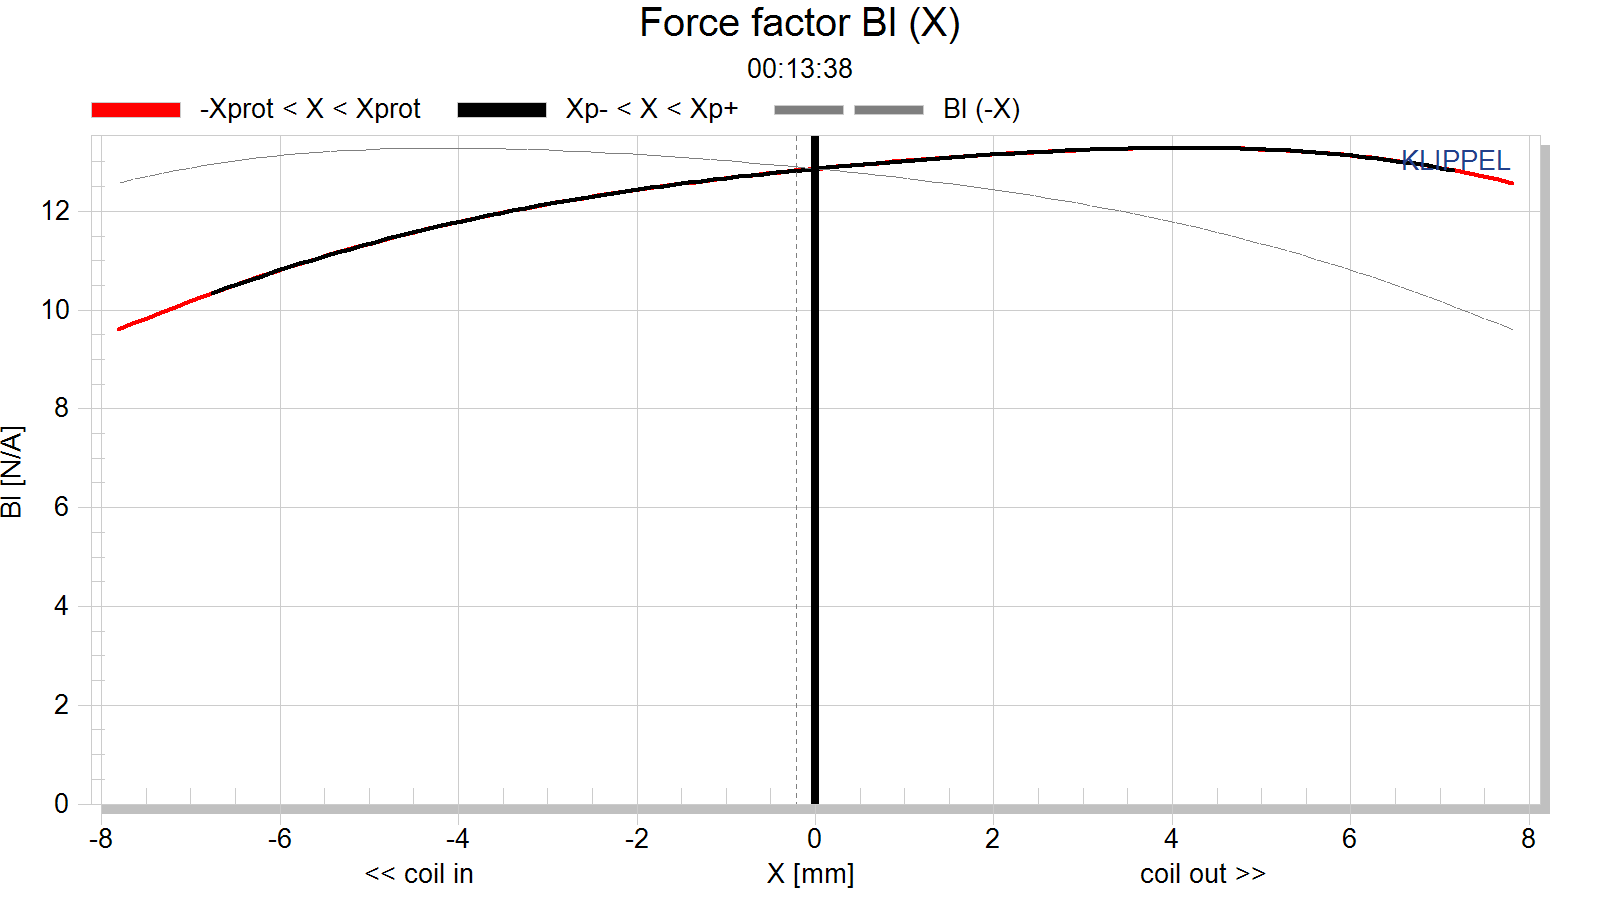 Force factor Bl (X)
00:13:38
-Xprot < X < Xprot    Xp- < X < Xp+    Bl (-X)
KLIPPEL
12
10
8
6
4
2
0
Bl [N/A]
-8 -6 -4 -2 0 2 4 6 8
<< coil in    X [mm]    coil out >>